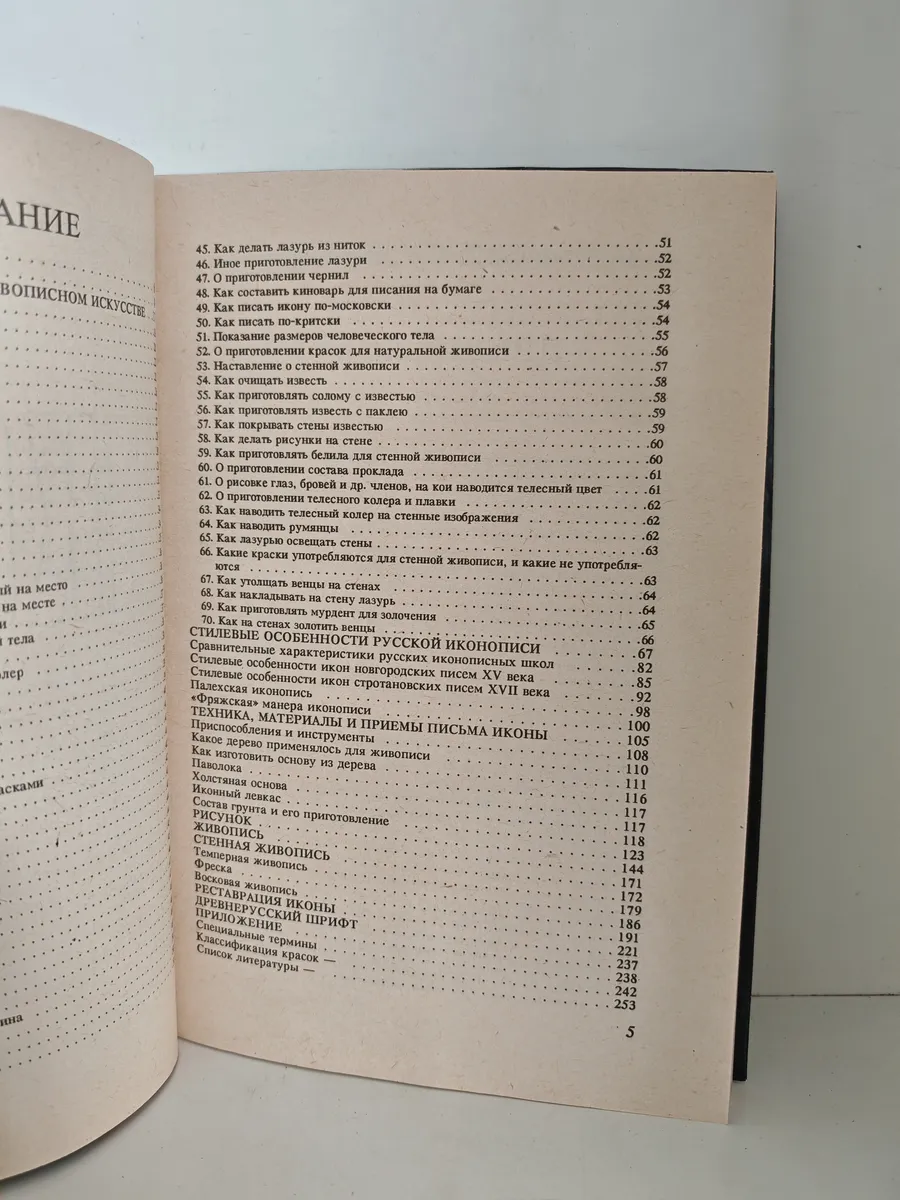 АНИЕ
ВОПИСНОМ ИСКУССТВЕ
ый на место
на месте
и
и тела
олер
асками
ина
45. Как делать лазурь из ниток . . . 51
46. Иное приготовление лазури . . . 52
47. О приготовлении чернил . . . 52
48. Как составить киноварь для писания на бумаге . . . 53
49. Как писать икону по-московски . . . 54
50. Как писать по-критски . . . 54
51. Показание размеров человеческого тела . . . 55
52. О приготовлении красок для натуральной живописи . . . 56
53. Наставление о стенной живописи . . . 57
54. Как очищать известь . . . 58
55. Как приготовлять солому с известью . . . 58
56. Как приготовлять известь с паклею . . . 59
57. Как покрывать стены известью . . . 59
58. Как делать рисунки на стене . . . 60
59. Как приготовлять белила для стенной живописи . . . 60
60. О приготовлении состава проклада . . . 61
61. О рисовке глаз, бровей и др. членов, на кои наводится телесный цвет . . . 61
62. О приготовлении телесного колера и плавки . . . 62
63. Как наводить телесный колер на стенные изображения . . . 62
64. Как наводить румянцы . . . 62
65. Как лазурью освещать стены . . . 63
66. Какие краски употребляются для стенной живописи, и какие не употребля-
ются . . . 63
67. Как утолщать венцы на стенах . . . 64
68. Как накладывать на стену лазурь . . . 64
69. Как приготовлять мурдент для золочения . . . 65
70. Как на стенах золотить венцы . . . 66
СТИЛЕВЫЕ ОСОБЕННОСТИ РУССКОЙ ИКОНОПИСИ . . . 67
Сравнительные характеристики русских иконописных школ . . . 82
Стилевые особенности икон новгородских писем XV века . . . 85
Стилевые особенности икон стротановских писем XVII века . . . 92
Палехская иконопись . . . 98
«Фряжская» манера иконописи . . . 100
ТЕХНИКА, МАТЕРИАЛЫ И ПРИЕМЫ ПИСЬМА ИКОНЫ . . . 105
Приспособления и инструменты . . . 108
Какое дерево применялось для живописи . . . 110
Как изготовить основу из дерева . . . 111
Паволока . . . 116
Холстяная основа . . . 117
Иконный левкас . . . 117
Состав грунта и его приготовление . . . 118
РИСУНОК . . . 123
ЖИВОПИСЬ . . . 144
СТЕННАЯ ЖИВОПИСЬ . . . 171
Темперная живопись . . . 172
Фреска . . . 179
Восковая живопись . . . 186
РЕСТАВРАЦИЯ ИКОНЫ . . . 191
ДРЕВНЕРУССКИЙ ШРИФТ . . . 221
ПРИЛОЖЕНИЕ . . . 237
Специальные термины . . . 238
Классификация красок — . . . 242
Список литературы — . . . 253
5